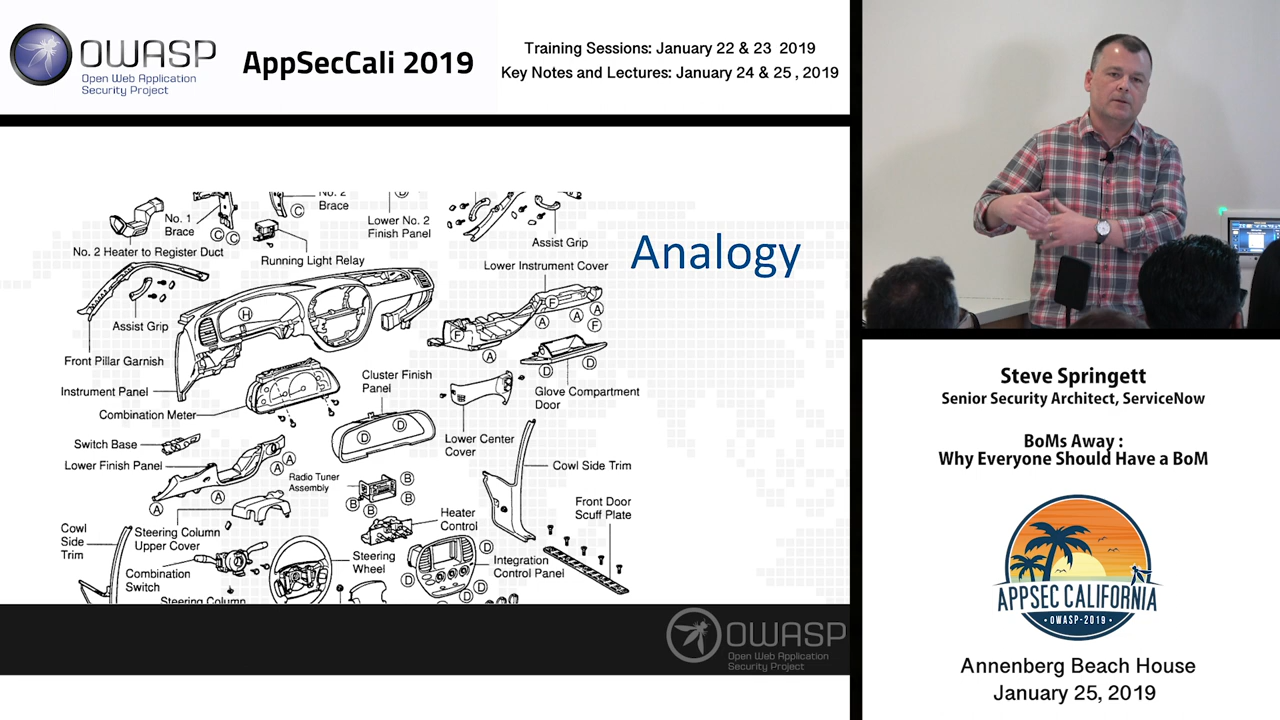 OWASP
Open Web Application
Security Project
AppSecCali 2019
Training Sessions: January 22 & 23 2019
Key Notes and Lectures: January 24 & 25 , 2019
Analogy
No. 1
Brace
No. 2
Brace
C
C
C
Lower No. 2
Finish Panel
No. 2 Heater to Register Duct
Running Light Relay
Assist Grip
Lower Instrument Cover
Assist Grip
H
F
F
A
A
A
F
A
Front Pillar Garnish
Instrument Panel
Combination Meter
Cluster Finish
Panel
D
D
Glove Compartment
Door
D
D
Switch Base
Lower Finish Panel
A
A
A
A
Lower Center
Cover
Radio Tuner
Assembly
B
B
B
B
Cowl Side Trim
Front Door
Scuff Plate
Steering Column
Upper Cover
Heater
Control
Cowl
Side
Trim
Combination
Switch
Steering
Wheel
D
D
D
D
Integration
Control Panel
Steering Column
OWASP
Open Web Application
Security Project
Steve Springett
Senior Security Architect, ServiceNow
BoMs Away :
Why Everyone Should Have a BoM
APPSEC CALIFORNIA
• OWASP-2019 •
Annenberg Beach House
January 25, 2019